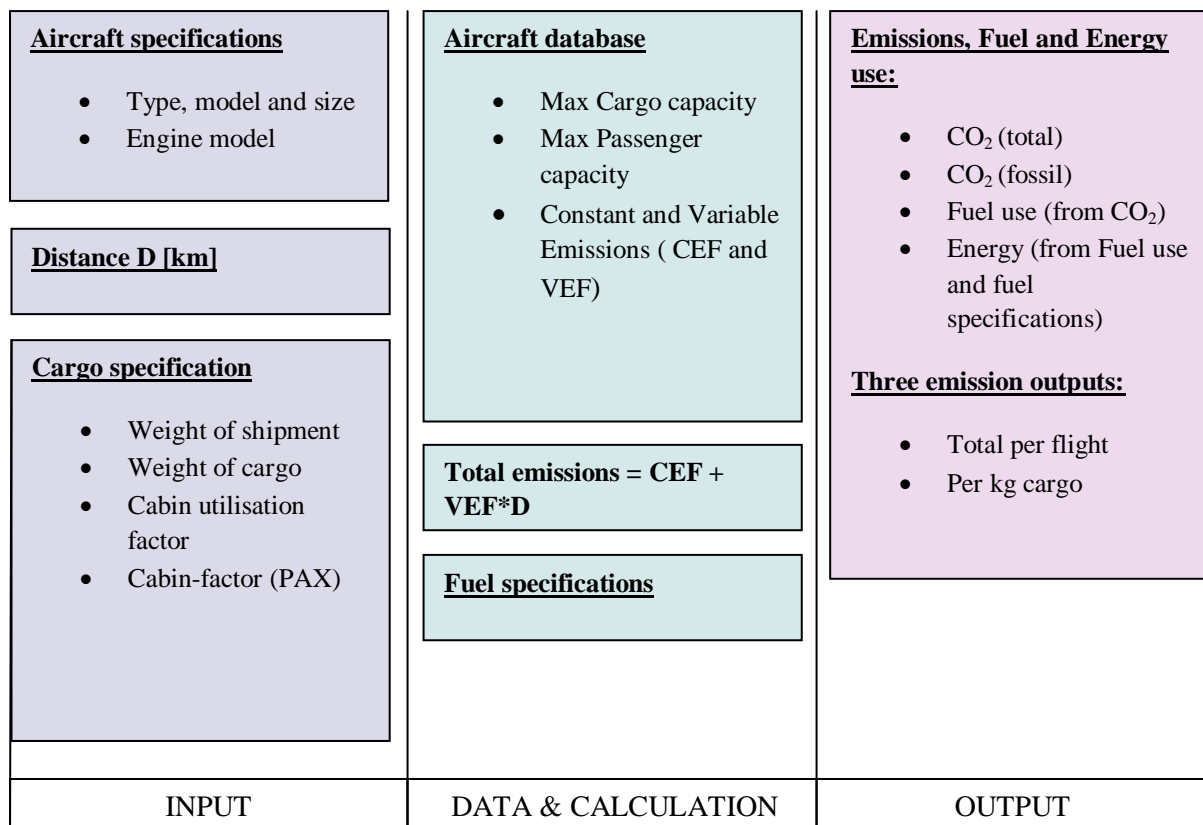 Aircraft specifications
• Type, model and size
• Engine model
Distance D [km]
Cargo specification
• Weight of shipment
• Weight of cargo
• Cabin utilisation
factor
• Cabin-factor (PAX)
INPUT
Aircraft database
• Max Cargo capacity
• Max Passenger
capacity
• Constant and Variable
Emissions ( CEF and
VEF)
Total emissions = CEF +
VEF*D
Fuel specifications
DATA & CALCULATION
Emissions, Fuel and Energy
use:
• CO₂ (total)
• CO₂ (fossil)
• Fuel use (from CO₂)
• Energy (from Fuel use
and fuel
specifications)
Three emission outputs:
• Total per flight
• Per kg cargo
OUTPUT